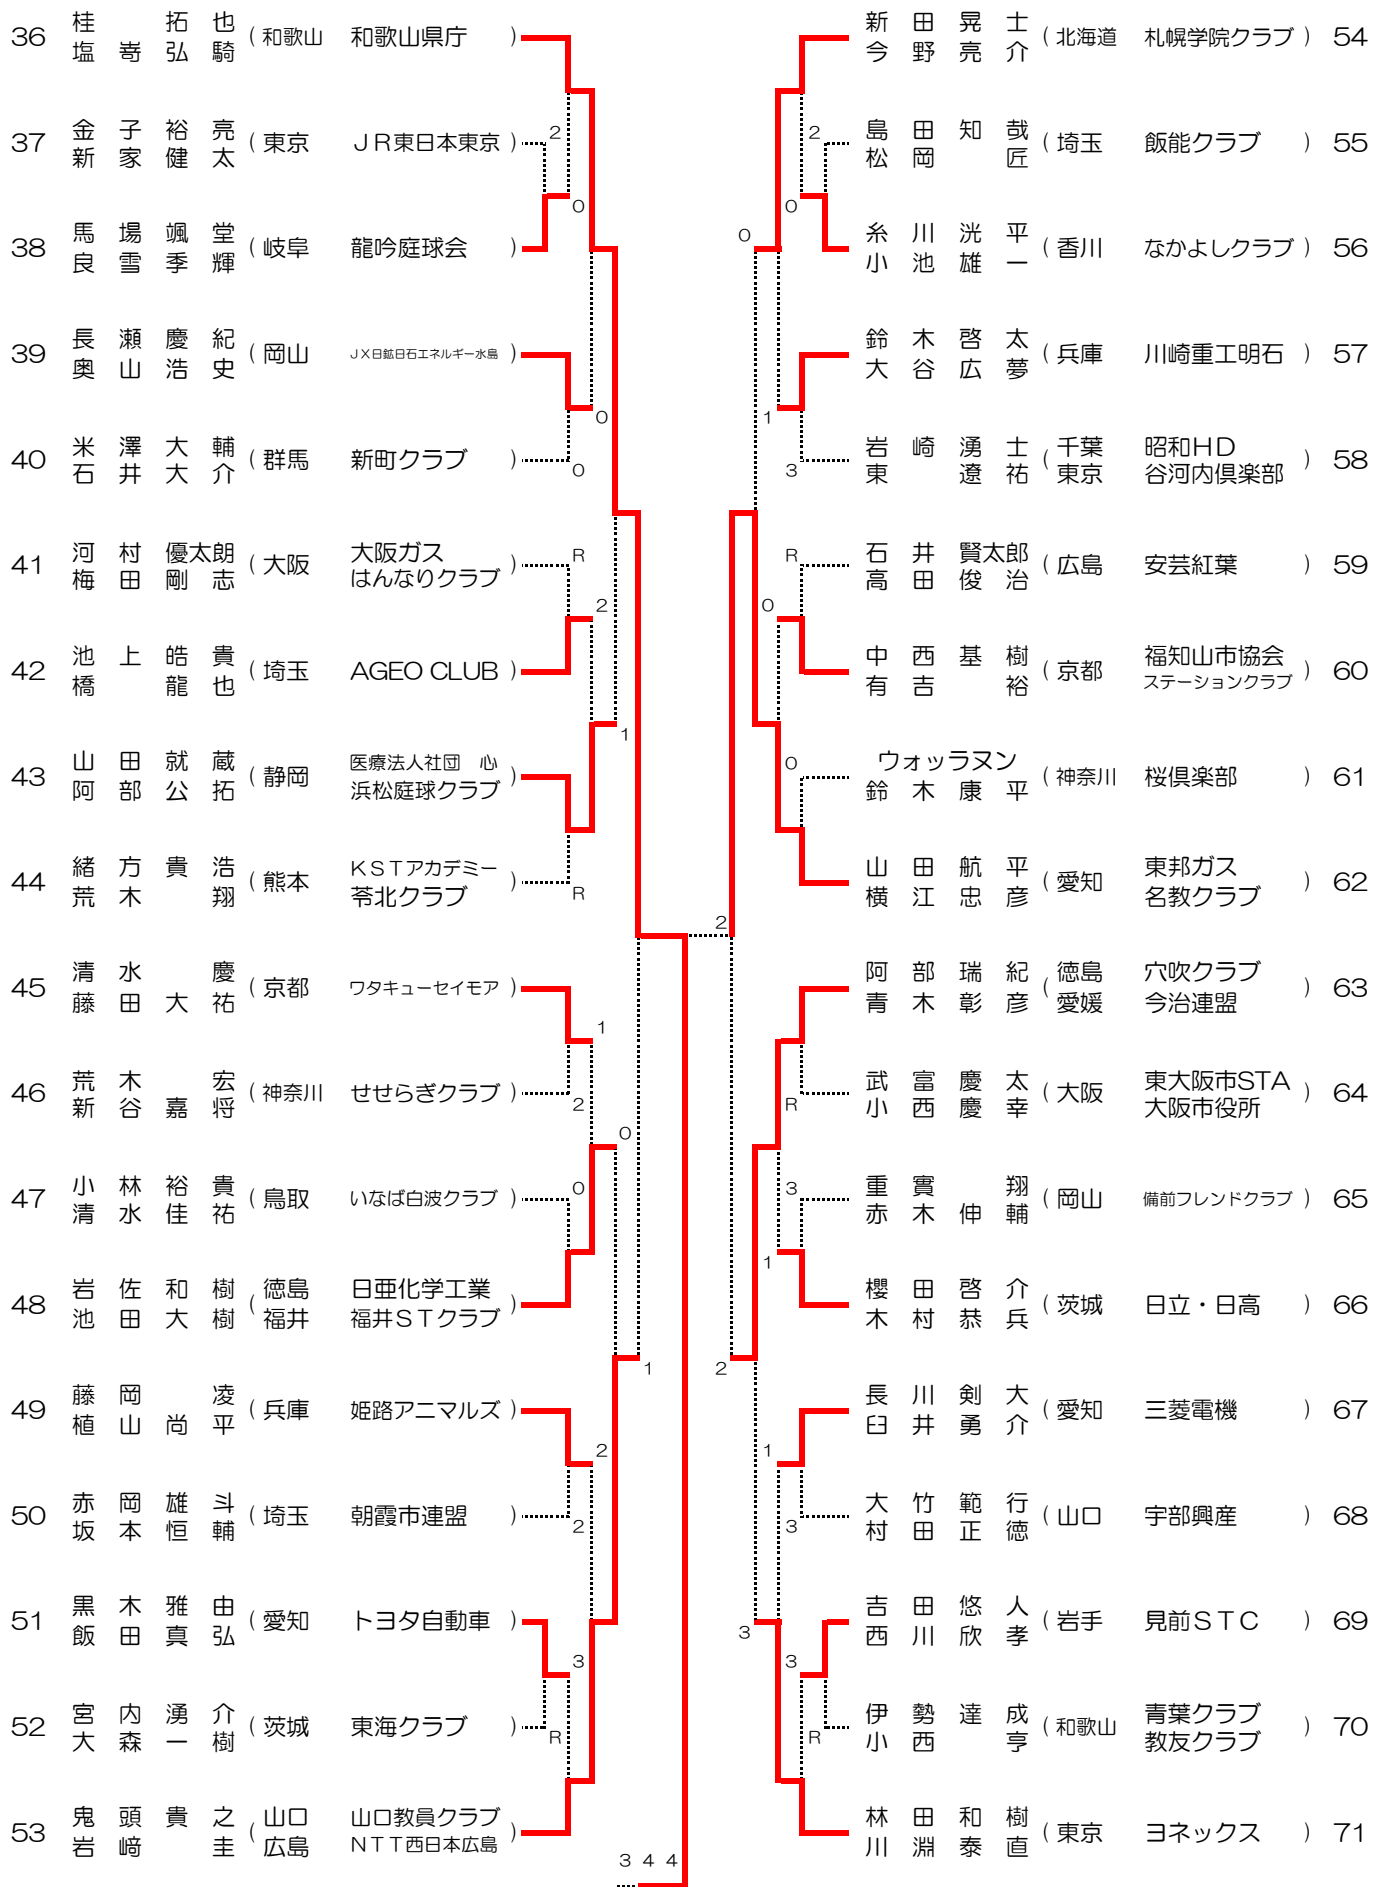 36 桂 拓也 塩嵜弘騎 (和歌山 和歌山県庁)
37 金子裕亮 新家健太 (東京 ＪＲ東日本東京)
38 馬場颯堂 良雪季輝 (岐阜 龍吟庭球会)
39 長瀬慶紀 奥山浩史 (岡山 ＪＸ日鉱日石エネルギー水島)
40 米澤大輔 石井大介 (群馬 新町クラブ)
41 河村優太朗 梅田剛志 (大阪 大阪ガス はんなりクラブ)
42 池上皓貴 橋 龍也 (埼玉 AGEO CLUB)
43 山田就蔵 阿部公拓 (静岡 医療法人社団 心 浜松庭球クラブ)
44 緒方貴浩 荒木 翔 (熊本 ＫＳＴアカデミー 苓北クラブ)
45 清水 慶 藤田大祐 (京都 ワタキューセイモア)
46 荒木 宏 新谷嘉将 (神奈川 せせらぎクラブ)
47 小林裕貴 清水佳祐 (鳥取 いなば白波クラブ)
48 岩佐和樹 池田大樹 (徳島 福井 日亜化学工業 福井ＳＴクラブ)
49 藤岡 凌 植山尚平 (兵庫 姫路アニマルズ)
50 赤岡雄斗 坂本恒輔 (埼玉 朝霞市連盟)
51 黒木雅由 飯田真弘 (愛知 トヨタ自動車)
52 宮内湧介 大森一樹 (茨城 東海クラブ)
53 鬼頭貴之 岩﨑 圭 (山口 広島 山口教員クラブ ＮＴＴ西日本広島)
2
0
0
0
R
2
1
R
1
2
0
0
1
2
2
3
R
3 4 4
2
新田晃士 今野亮介 (北海道 札幌学院クラブ) 54
島田知哉 松岡 匠 (埼玉 飯能クラブ) 55
糸川洸平 小池雄一 (香川 なかよしクラブ) 56
鈴木啓太 大谷広夢 (兵庫 川崎重工明石) 57
岩崎湧士 東 遼祐 (千葉 東京 昭和ＨＤ 谷河内倶楽部) 58
石井賢太郎 高田俊治 (広島 安芸紅葉) 59
中西基樹 有吉 裕 (京都 福知山市協会 ステーションクラブ) 60
ウォッラヌン 鈴木康平 (神奈川 桜倶楽部) 61
山田航平 横江忠彦 (愛知 東邦ガス 名教クラブ) 62
阿部瑞紀 青木彰彦 (徳島 愛媛 穴吹クラブ 今治連盟) 63
武富慶太 小西慶幸 (大阪 東大阪市STA 大阪市役所) 64
重實 翔 赤木伸輔 (岡山 備前フレンドクラブ) 65
櫻田啓介 木村恭兵 (茨城 日立・日高) 66
長川剣大 臼井勇介 (愛知 三菱電機) 67
大竹範行 村田正徳 (山口 宇部興産) 68
吉田悠人 西川欣孝 (岩手 見前ＳＴＣ) 69
伊勢達成 小西 亨 (和歌山 青葉クラブ 教友クラブ) 70
林田和樹 川淵泰直 (東京 ヨネックス) 71
2
0
0
1
3
R
0
0
R
3
1
2
1
3
3
3
R